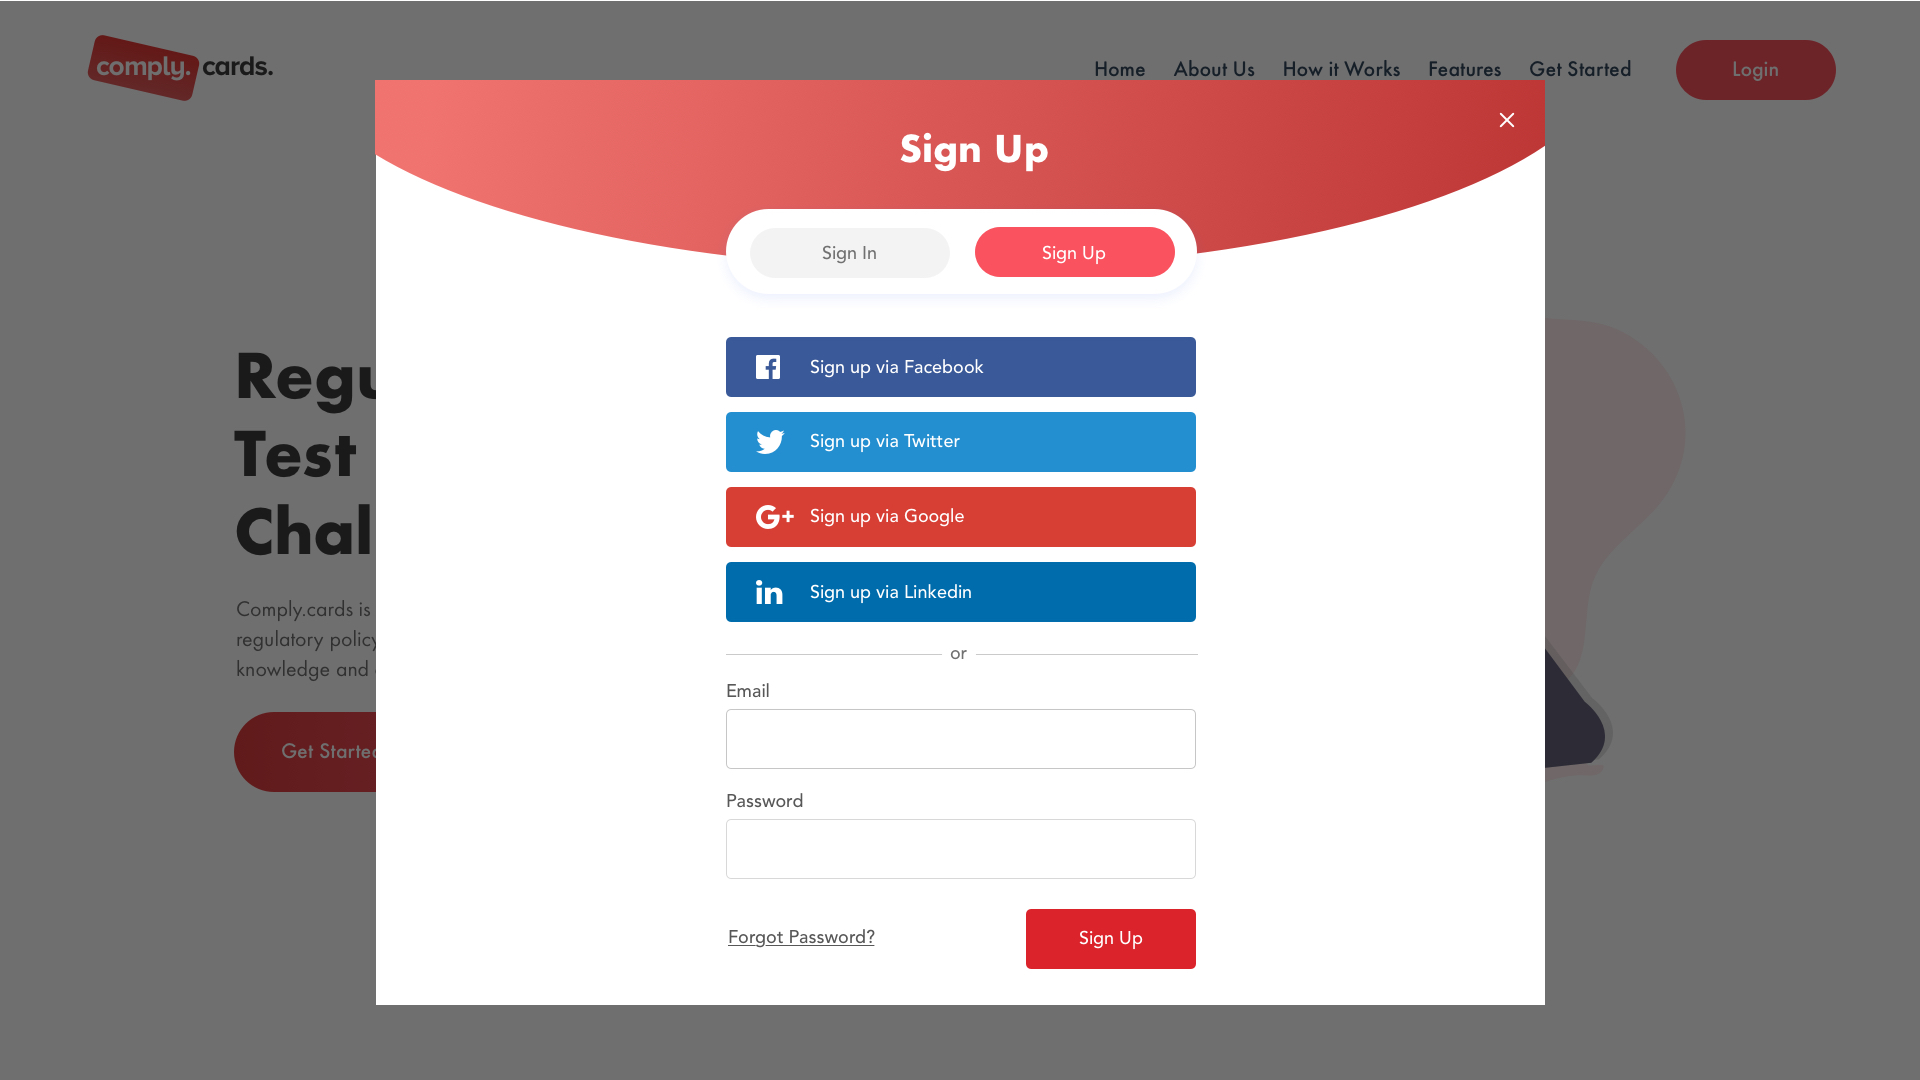 comply. cards.
Home About Us How it Works Features Get Started Login
Sign Up
Sign In Sign Up
Sign up via Facebook
Sign up via Twitter
Sign up via Google
Sign up via Linkedin
or
Email
Password
Forgot Password? Sign Up
Regu
Test
Chal
Comply.cards is
regulatory policy
knowledge and
Get Started